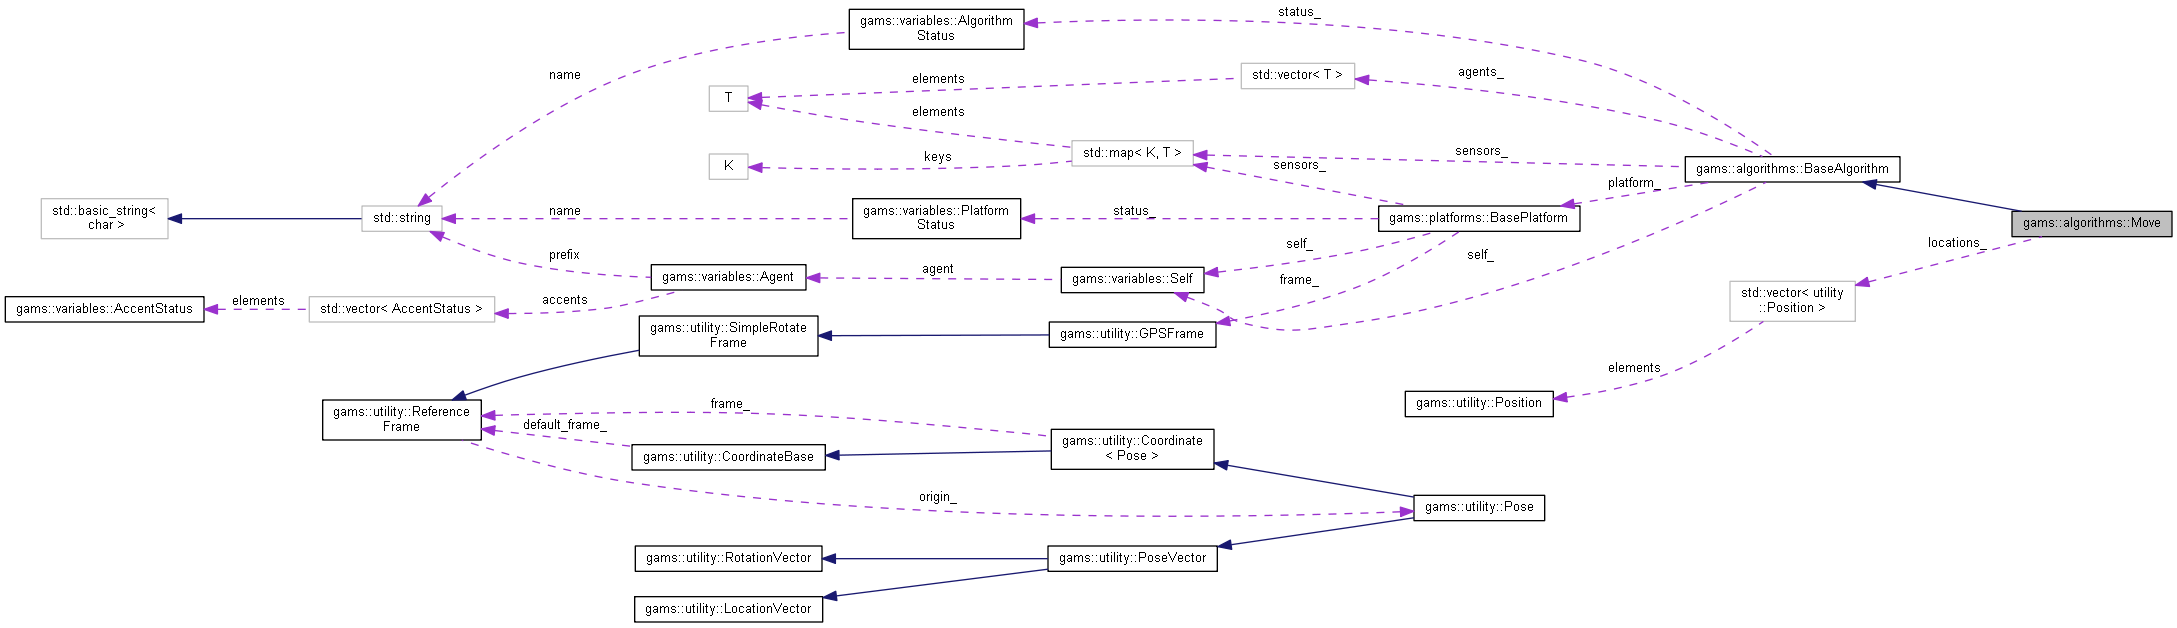 gams::variables::Algorithm
Status
status_
name
elements
std::vector< T >
agents_
T
elements
K
keys
std::map< K, T >
sensors_
sensors_
gams::algorithms::BaseAlgorithm
platform_
std::basic_string<
char >
std::string
name
gams::variables::Platform
Status
status_
gams::platforms::BasePlatform
gams::algorithms::Move
locations_
prefix
gams::variables::Agent
agent
gams::variables::Self
self_
self_
frame_
gams::variables::AccentStatus
elements
std::vector< AccentStatus >
accents
std::vector< utility
::Position >
gams::utility::SimpleRotate
Frame
gams::utility::GPSFrame
elements
gams::utility::Position
gams::utility::Reference
Frame
frame_
default_frame_
gams::utility::CoordinateBase
gams::utility::Coordinate
< Pose >
origin_
gams::utility::Pose
gams::utility::RotationVector
gams::utility::PoseVector
gams::utility::LocationVector